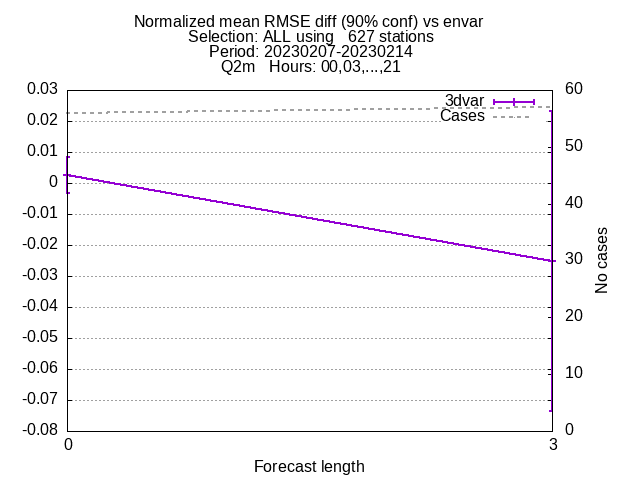 Normalized mean RMSE diff (90% conf) vs envar
Selection: ALL using   627 stations
Period: 20230207-20230214
Q2m   Hours: 00,03,...,21
3dvar
Cases
0.03
0.02
0.01
0
-0.01
-0.02
-0.03
-0.04
-0.05
-0.06
-0.07
-0.08
60
50
40
30
20
10
0
No cases
0
3
Forecast length